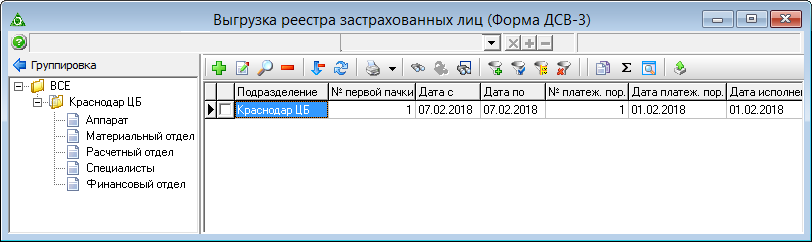 Выгрузка реестра застрахованных лиц (Форма ДСВ-3)
Группировка
ВСЕ
Краснодар ЦБ
Аппарат
Материальный отдел
Расчетный отдел
Специалисты
Финансовый отдел
Подразделение № первой пачки Дата с Дата по № платеж. пор. Дата платеж. пор. Дата исполнен
Краснодар ЦБ 1 07.02.2018 07.02.2018 1 01.02.2018 01.02.2018